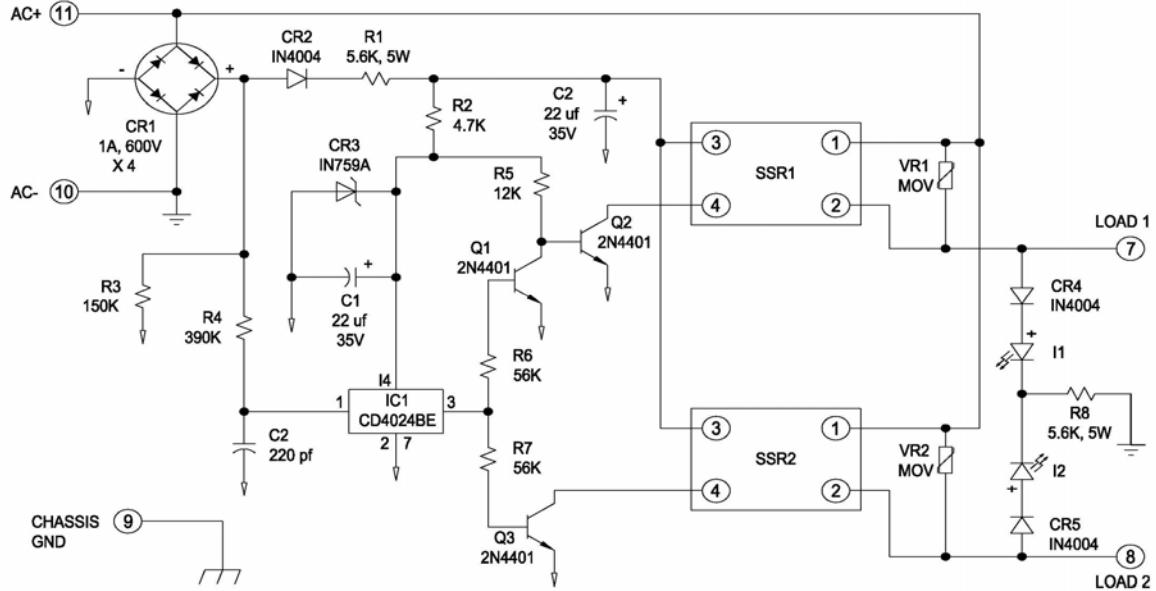 AC+ 11
- +
CR1
1A, 600V
X 4
AC- 10
CR2
IN4004
R1
5.6K, 5W
R2
4.7K
C2
22 uf
35V
+
CR3
IN759A
R5
12K
Q2
2N4401
Q1
2N4401
R3
150K
R4
390K
+
C1
22 uf
35V
R6
56K
I4
IC1
CD4024BE
1 3
2 7
C2
220 pf
R7
56K
Q3
2N4401
CHASSIS
GND
9
3 1
SSR1
4 2
VR1
MOV
LOAD 1
7
CR4
IN4004
+
I1
R8
5.6K, 5W
3 1
SSR2
4 2
VR2
MOV
I2
+
CR5
IN4004
8
LOAD 2